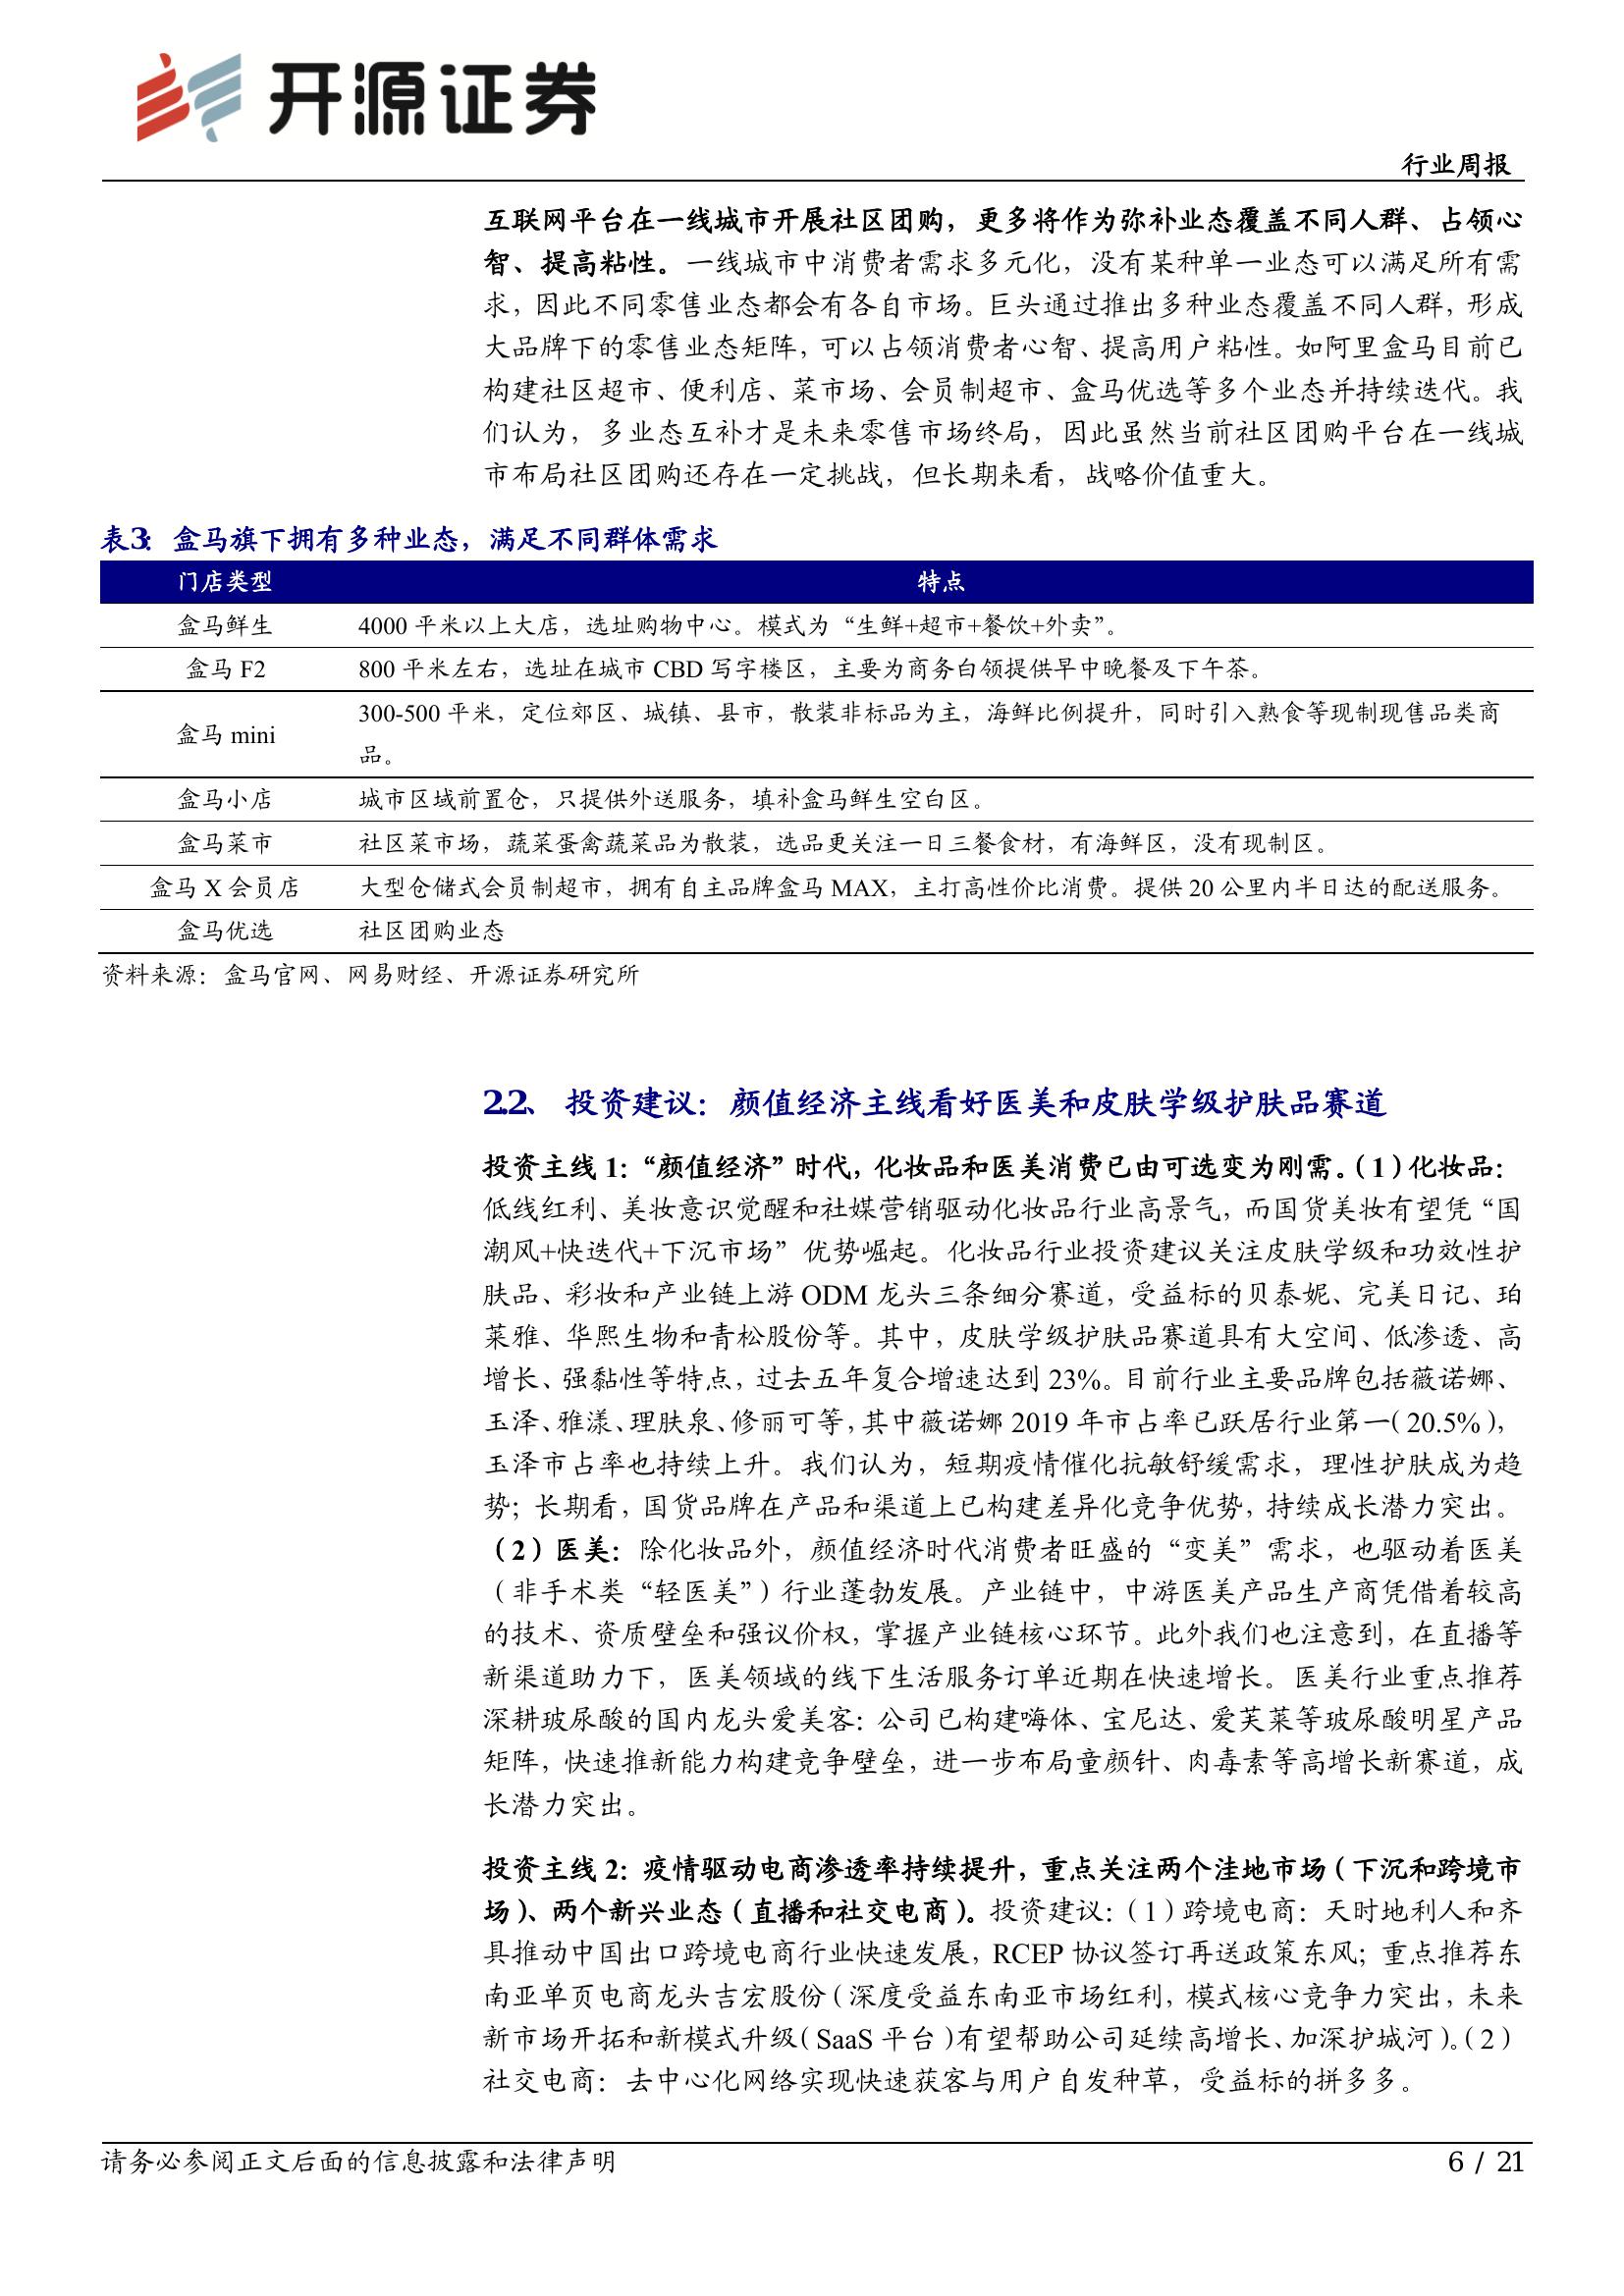 开源证券
行业周报
互联网平台在一线城市开展社区团购，更多将作为弥补业态覆盖不同人群、占领心
智、提高粘性。一线城市中消费者需求多元化，没有某种单一业态可以满足所有需
求，因此不同零售业态都会有各自市场。巨头通过推出多种业态覆盖不同人群，形成
大品牌下的零售业态矩阵，可以占领消费者心智、提高用户粘性。如阿里盒马目前已
构建社区超市、便利店、菜市场、会员制超市、盒马优选等多个业态并持续迭代。我
们认为，多业态互补才是未来零售市场终局，因此虽然当前社区团购平台在一线城
市布局社区团购还存在一定挑战，但长期来看，战略价值重大。
表3：盒马旗下拥有多种业态，满足不同群体需求
门店类型 特点
盒马鲜生 4000 平米以上大店，选址购物中心。模式为“生鲜+超市+餐饮+外卖”。
盒马 F2 800 平米左右，选址在城市 CBD 写字楼区，主要为商务白领提供早中晚餐及下午茶。
盒马 mini 300-500 平米，定位郊区、城镇、县市，散装非标品为主，海鲜比例提升，同时引入熟食等现制现售品类商
品。
盒马小店 城市区域前置仓，只提供外送服务，填补盒马鲜生空白区。
盒马菜市 社区菜市场，蔬菜蛋禽蔬菜品为散装，选品更关注一日三餐食材，有海鲜区，没有现制区。
盒马 X 会员店 大型仓储式会员制超市，拥有自主品牌盒马 MAX，主打高性价比消费。提供 20 公里内半日达的配送服务。
盒马优选 社区团购业态
资料来源：盒马官网、网易财经、开源证券研究所
2.2、 投资建议：颜值经济主线看好医美和皮肤学级护肤品赛道
投资主线 1：“颜值经济”时代，化妆品和医美消费已由可选变为刚需。（1）化妆品：
低线红利、美妆意识觉醒和社媒营销驱动化妆品行业高景气，而国货美妆有望凭“国
潮风+快迭代+下沉市场”优势崛起。化妆品行业投资建议关注皮肤学级和功效性护
肤品、彩妆和产业链上游 ODM 龙头三条细分赛道，受益标的贝泰妮、完美日记、珀
莱雅、华熙生物和青松股份等。其中，皮肤学级护肤品赛道具有大空间、低渗透、高
增长、强黏性等特点，过去五年复合增速达到 23%。目前行业主要品牌包括薇诺娜、
玉泽、雅漾、理肤泉、修丽可等，其中薇诺娜 2019 年市占率已跃居行业第一（20.5%），
玉泽市占率也持续上升。我们认为，短期疫情催化抗敏舒缓需求，理性护肤成为趋
势；长期看，国货品牌在产品和渠道上已构建差异化竞争优势，持续成长潜力突出。
（2）医美：除化妆品外，颜值经济时代消费者旺盛的“变美”需求，也驱动着医美
（非手术类“轻医美”）行业蓬勃发展。产业链中，中游医美产品生产商凭借着较高
的技术、资质壁垒和强议价权，掌握产业链核心环节。此外我们也注意到，在直播等
新渠道助力下，医美领域的线下生活服务订单近期在快速增长。医美行业重点推荐
深耕玻尿酸的国内龙头爱美客：公司已构建嗨体、宝尼达、爱芙莱等玻尿酸明星产品
矩阵，快速推新能力构建竞争壁垒，进一步布局童颜针、肉毒素等高增长新赛道，成
长潜力突出。
投资主线 2：疫情驱动电商渗透率持续提升，重点关注两个洼地市场（下沉和跨境市
场）、两个新兴业态（直播和社交电商）。投资建议：（1）跨境电商：天时地利人和齐
具推动中国出口跨境电商行业快速发展，RCEP 协议签订再送政策东风；重点推荐东
南亚单页电商龙头吉宏股份（深度受益东南亚市场红利，模式核心竞争力突出，未来
新市场开拓和新模式升级（SaaS 平台）有望帮助公司延续高增长、加深护城河）。（2）
社交电商：去中心化网络实现快速获客与用户自发种草，受益标的拼多多。
请务必参阅正文后面的信息披露和法律声明 6 / 21